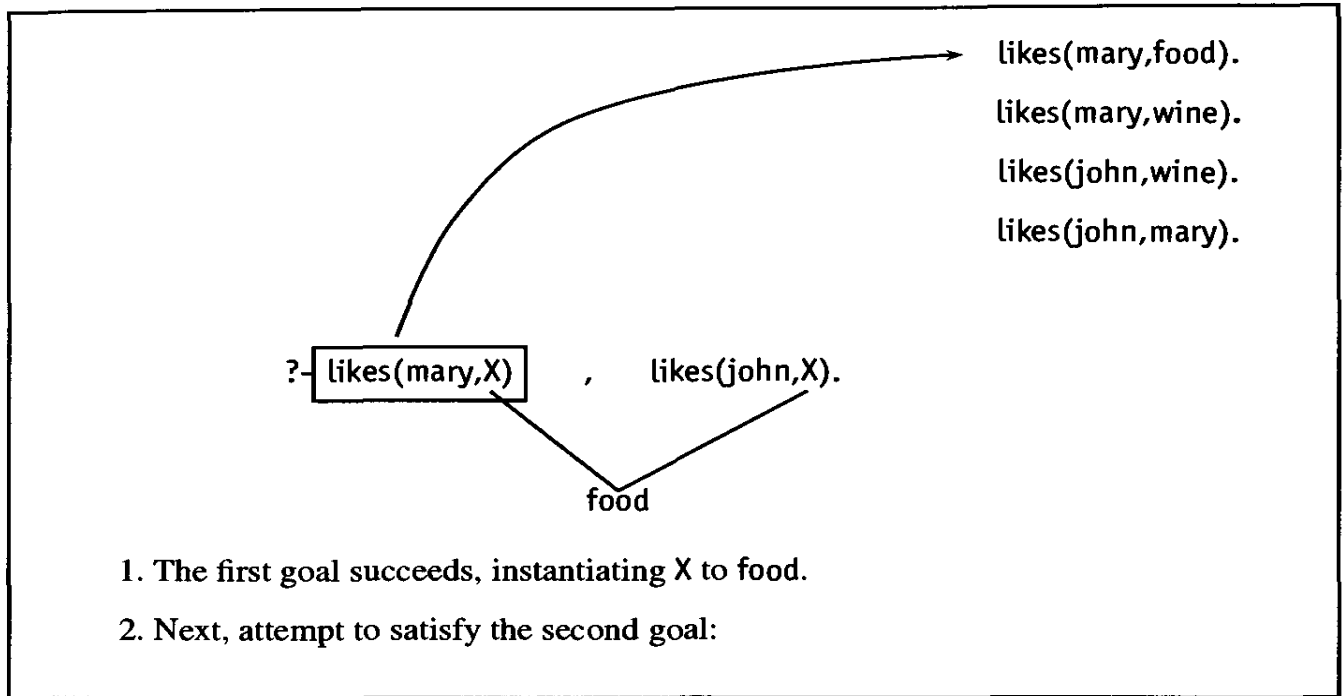 likes(mary,food).
likes(mary,wine).
likes(john,wine).
likes(john,mary).
?- likes(mary,X) , likes(john,X).
food
1. The first goal succeeds, instantiating X to food.
2. Next, attempt to satisfy the second goal: